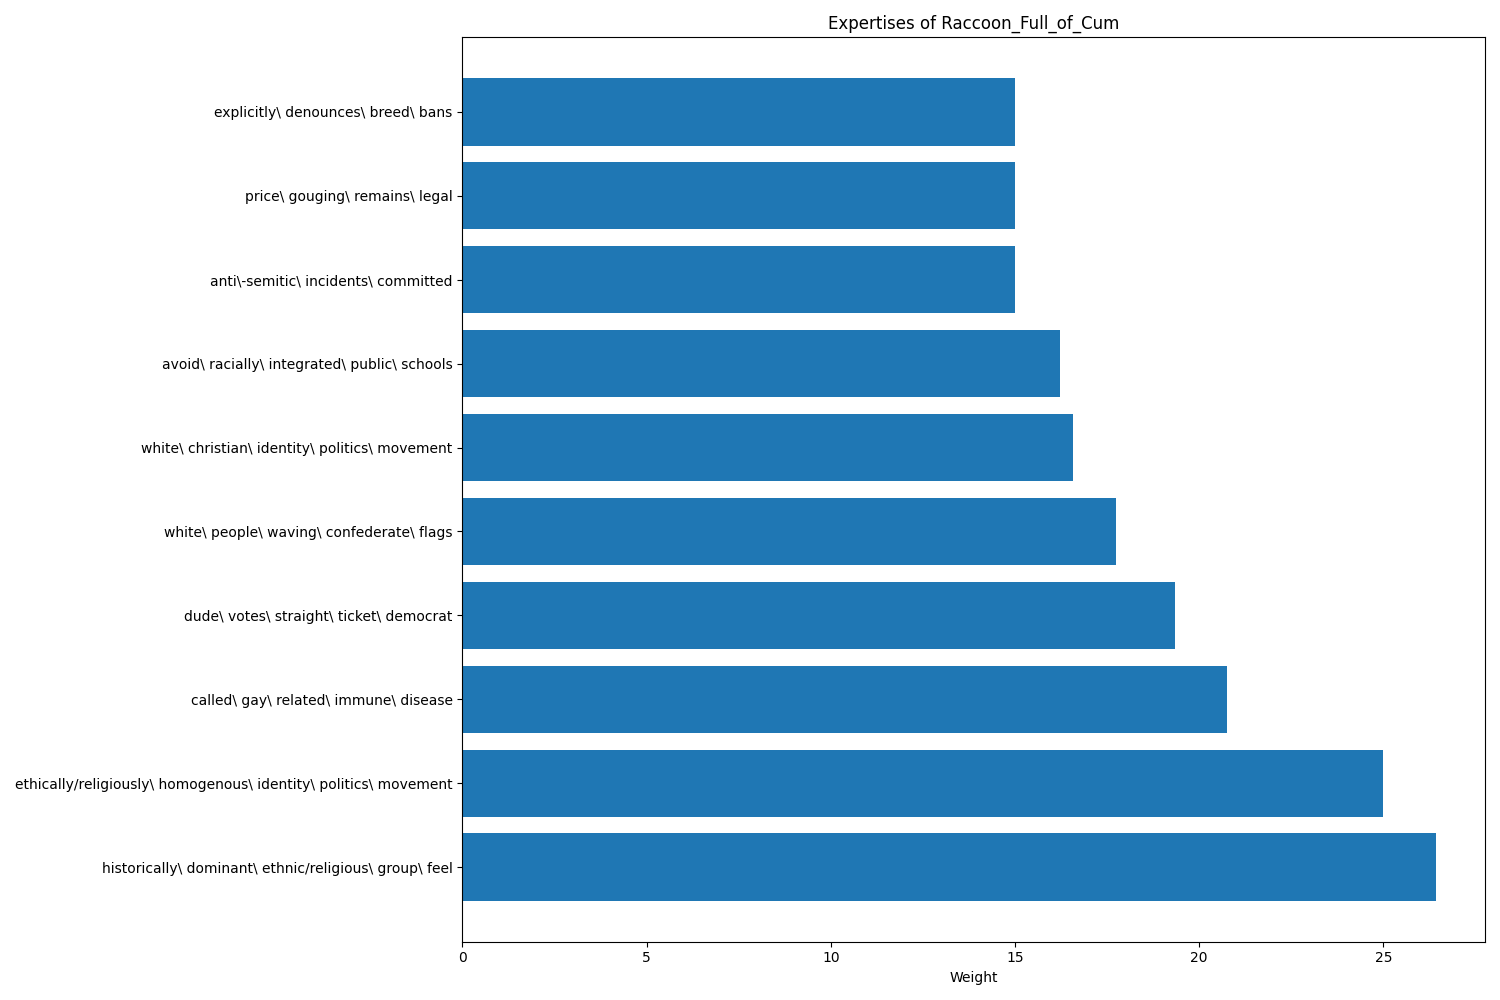 Expertises of Raccoon_Full_of_Cum
explicitly\ denounces\ breed\ bans
price\ gouging\ remains\ legal
anti\-semitic\ incidents\ committed
avoid\ racially\ integrated\ public\ schools
white\ christian\ identity\ politics\ movement
white\ people\ waving\ confederate\ flags
dude\ votes\ straight\ ticket\ democrat
called\ gay\ related\ immune\ disease
ethically/religiously\ homogenous\ identity\ politics\ movement
historically\ dominant\ ethnic/religious\ group\ feel
0 5 10 15 20 25
Weight